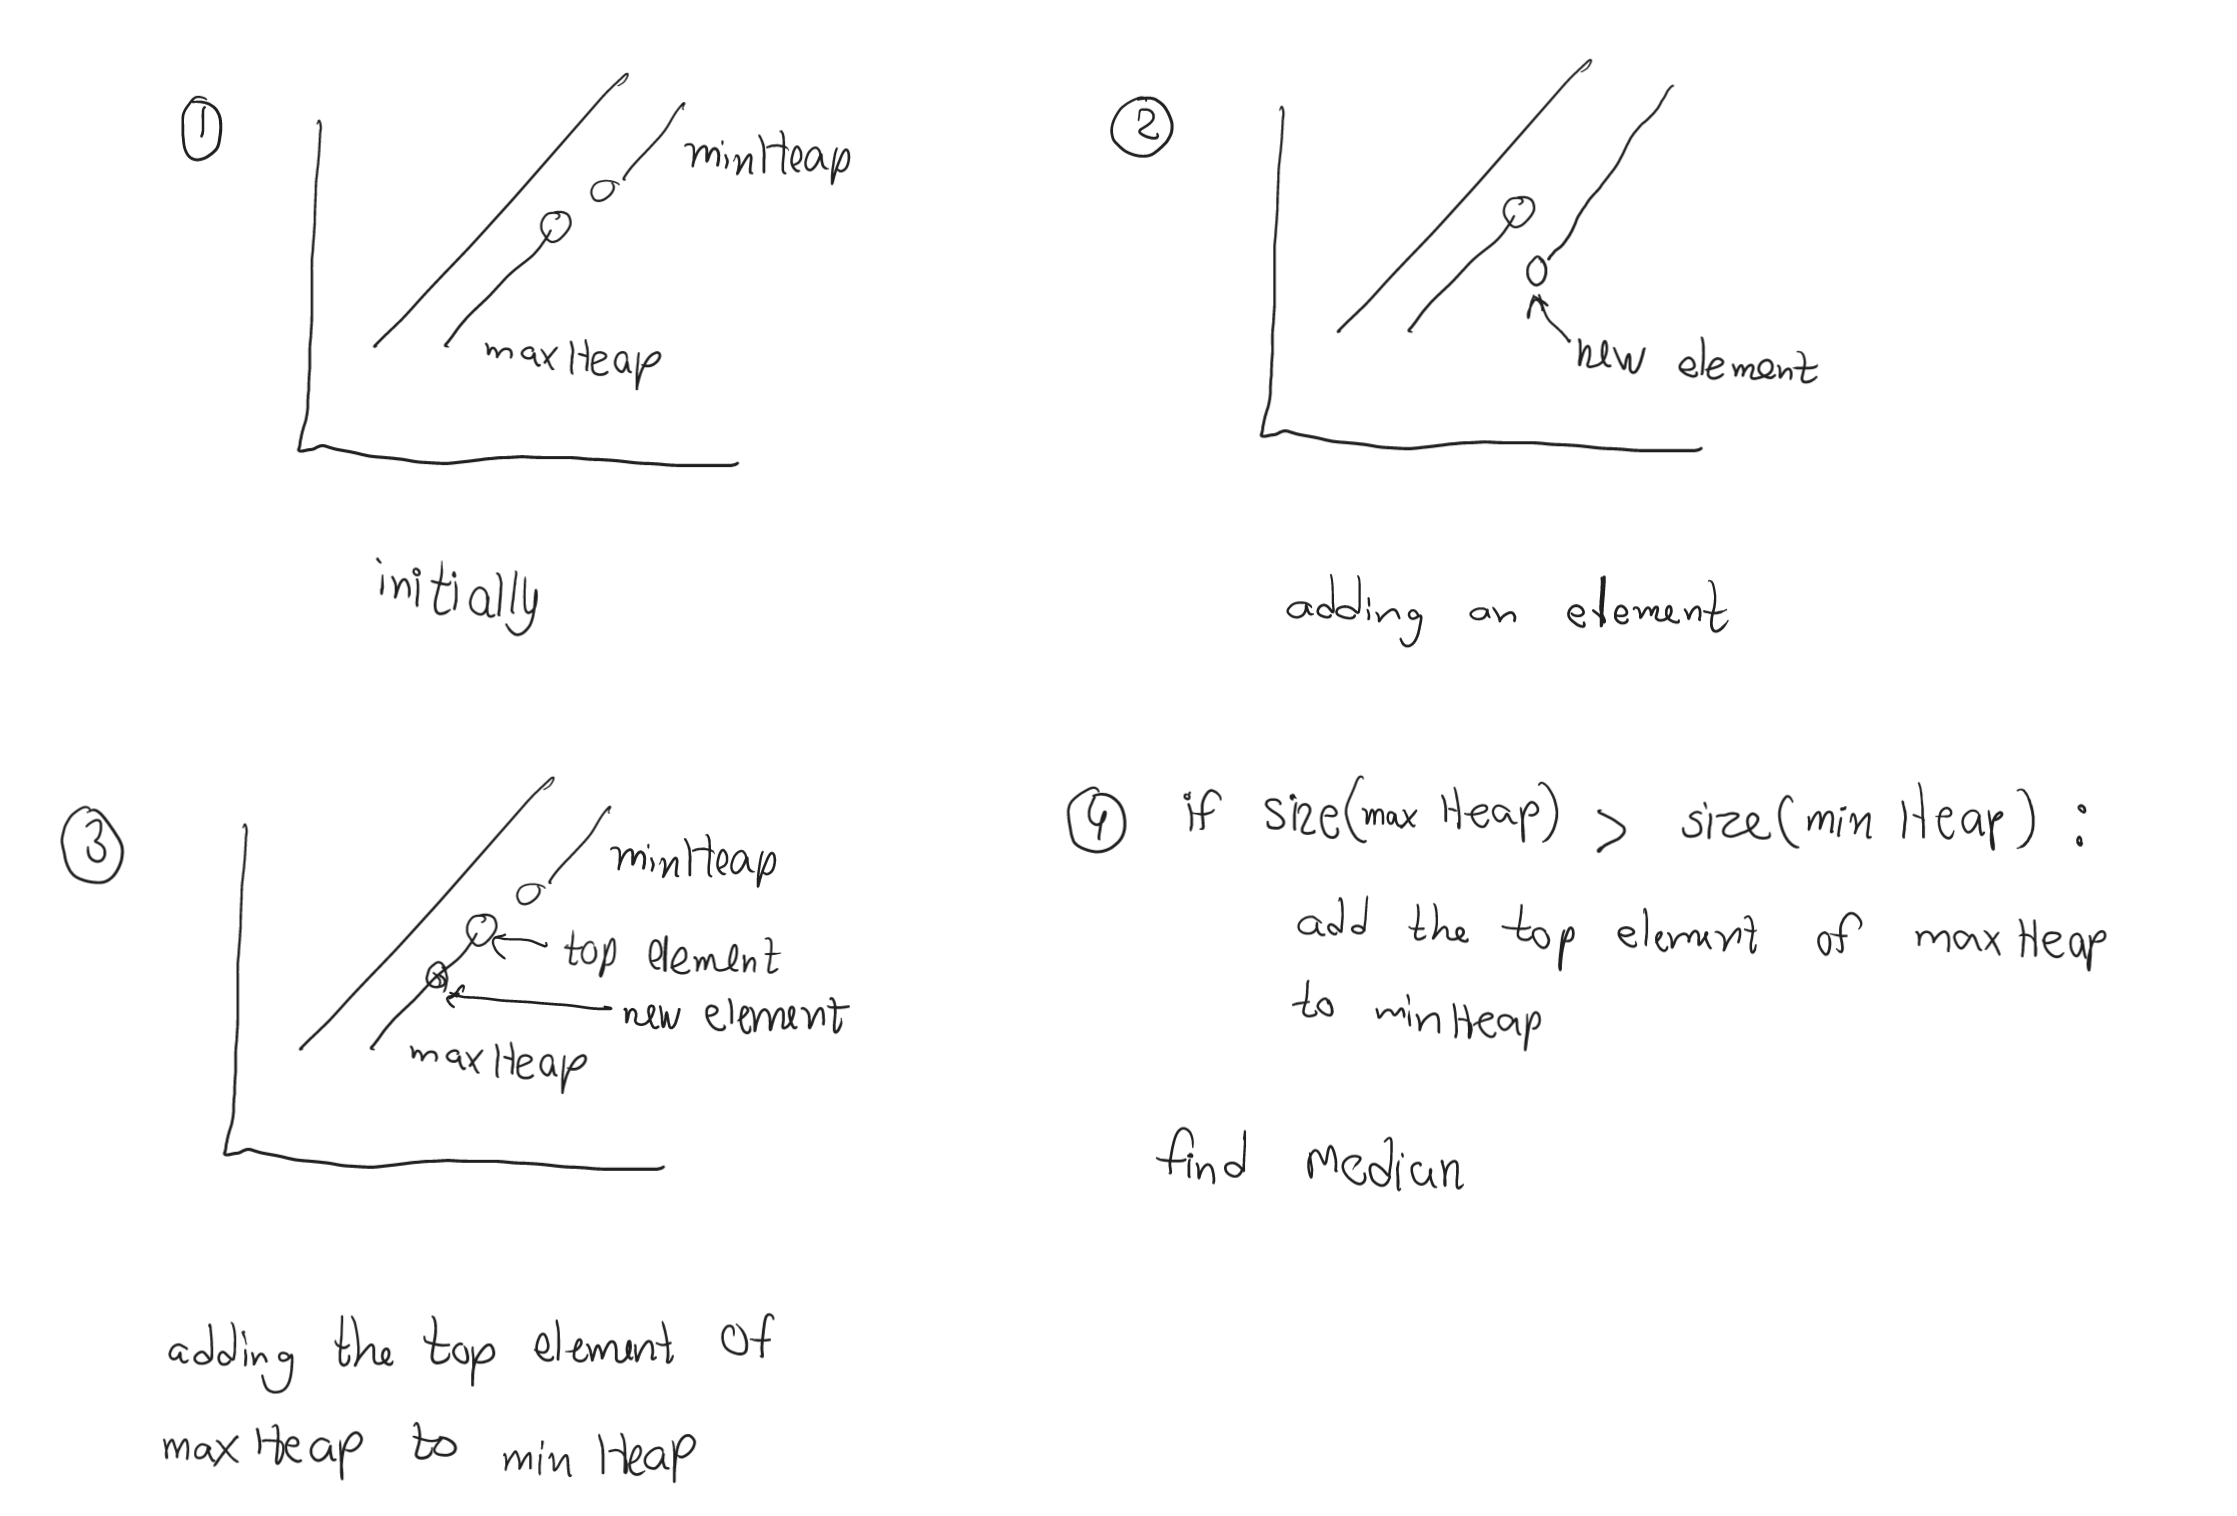 ①
minHeap
maxHeap
initially
②
new element
adding an element
③
minHeap
top element
new element
maxHeap
adding the top element of
maxHeap to min Heap
④ if size(max Heap) > size(min Heap) :
add the top element of maxHeap
to minHeap
find median